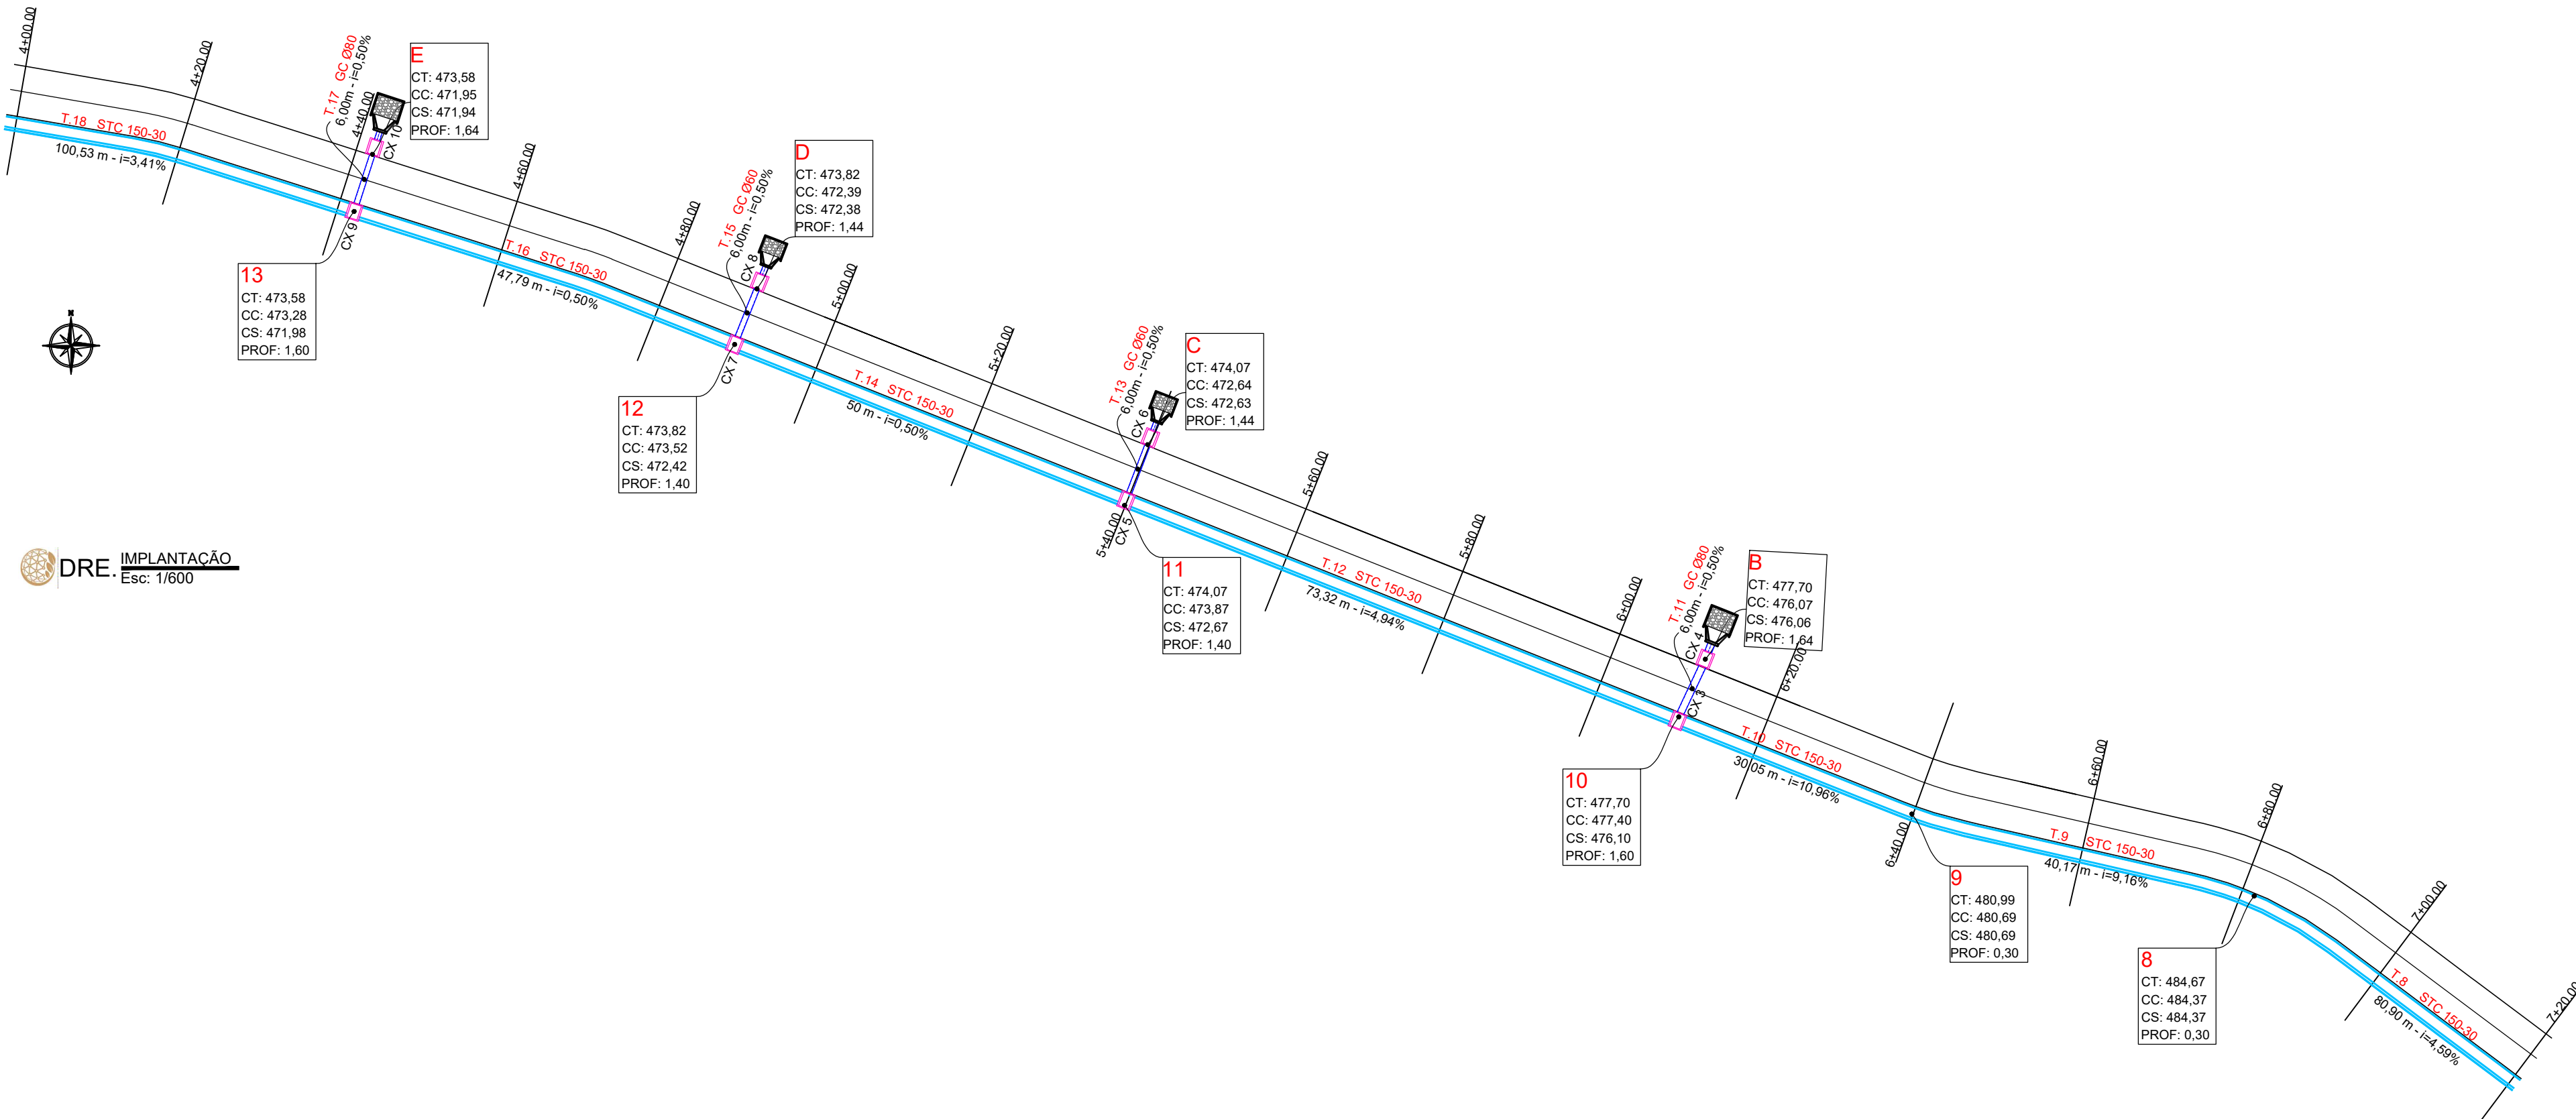 4+00.00
4+20.00
T.18 STC 150-30
100,53 m - i=3,41%
T.17 GC Ø80
6,00m - i=0,50%
4+40.00
CX 10
CX 9
E
CT: 473,58
CC: 471,95
CS: 471,94
PROF: 1,64
13
CT: 473,58
CC: 473,28
CS: 471,98
PROF: 1,60
4+60.00
T.16 STC 150-30
47,79 m - i=0,50%
4+80.00
T.15 GC Ø60
6,00m - i=0,50%
CX 8
CX 7
D
CT: 473,82
CC: 472,39
CS: 472,38
PROF: 1,44
12
CT: 473,82
CC: 473,52
CS: 472,42
PROF: 1,40
5+00.00
T.14 STC 150-30
50 m - i=0,50%
5+20.00
T.13 GC Ø60
6,00m - i=0,50%
CX 6
5+40.00
CX 5
C
CT: 474,07
CC: 472,64
CS: 472,63
PROF: 1,44
11
CT: 474,07
CC: 473,87
CS: 472,67
PROF: 1,40
5+60.00
T.12 STC 150-30
73,32 m - i=4,94%
5+80.00
6+00.00
T.11 GC Ø80
6,00m - i=0,50%
CX 4
CX 3
B
CT: 477,70
CC: 476,07
CS: 476,06
PROF: 1,64
10
CT: 477,70
CC: 477,40
CS: 476,10
PROF: 1,60
6+20.00
T.10 STC 150-30
30,05 m - i=10,96%
6+40.00
9
CT: 480,99
CC: 480,69
CS: 480,69
PROF: 0,30
6+60.00
T.9 STC 150-30
40,17 m - i=9,16%
6+80.00
8
CT: 484,67
CC: 484,37
CS: 484,37
PROF: 0,30
7+00.00
T.8 STC 150-30
80,90 m - i=4,59%
7+20.00
N
DRE. IMPLANTAÇÃO
Esc: 1/600